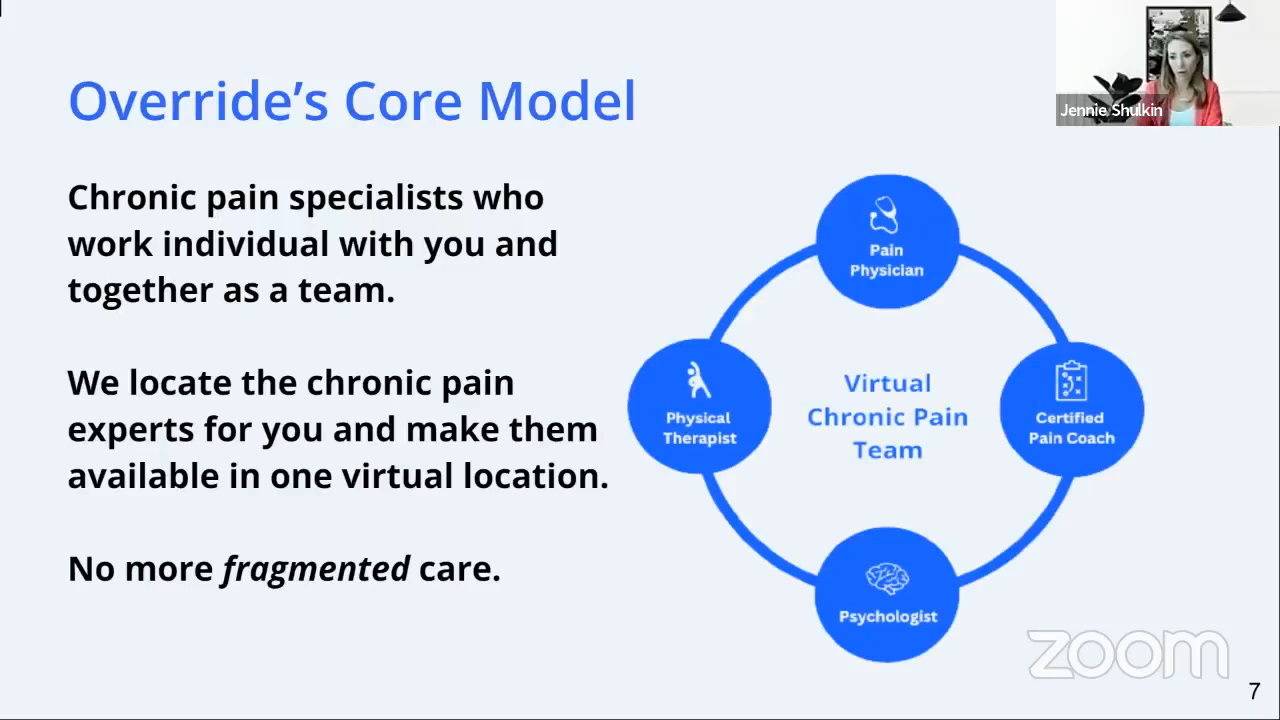 Override's Core Model
Jennie Shulkin
Chronic pain specialists who
work individual with you and
together as a team.
We locate the chronic pain
experts for you and make them
available in one virtual location.
No more fragmented care.
Pain
Physician
Physical
Therapist
Virtual
Chronic Pain
Team
Certified
Pain Coach
Psychologist
zoom
7